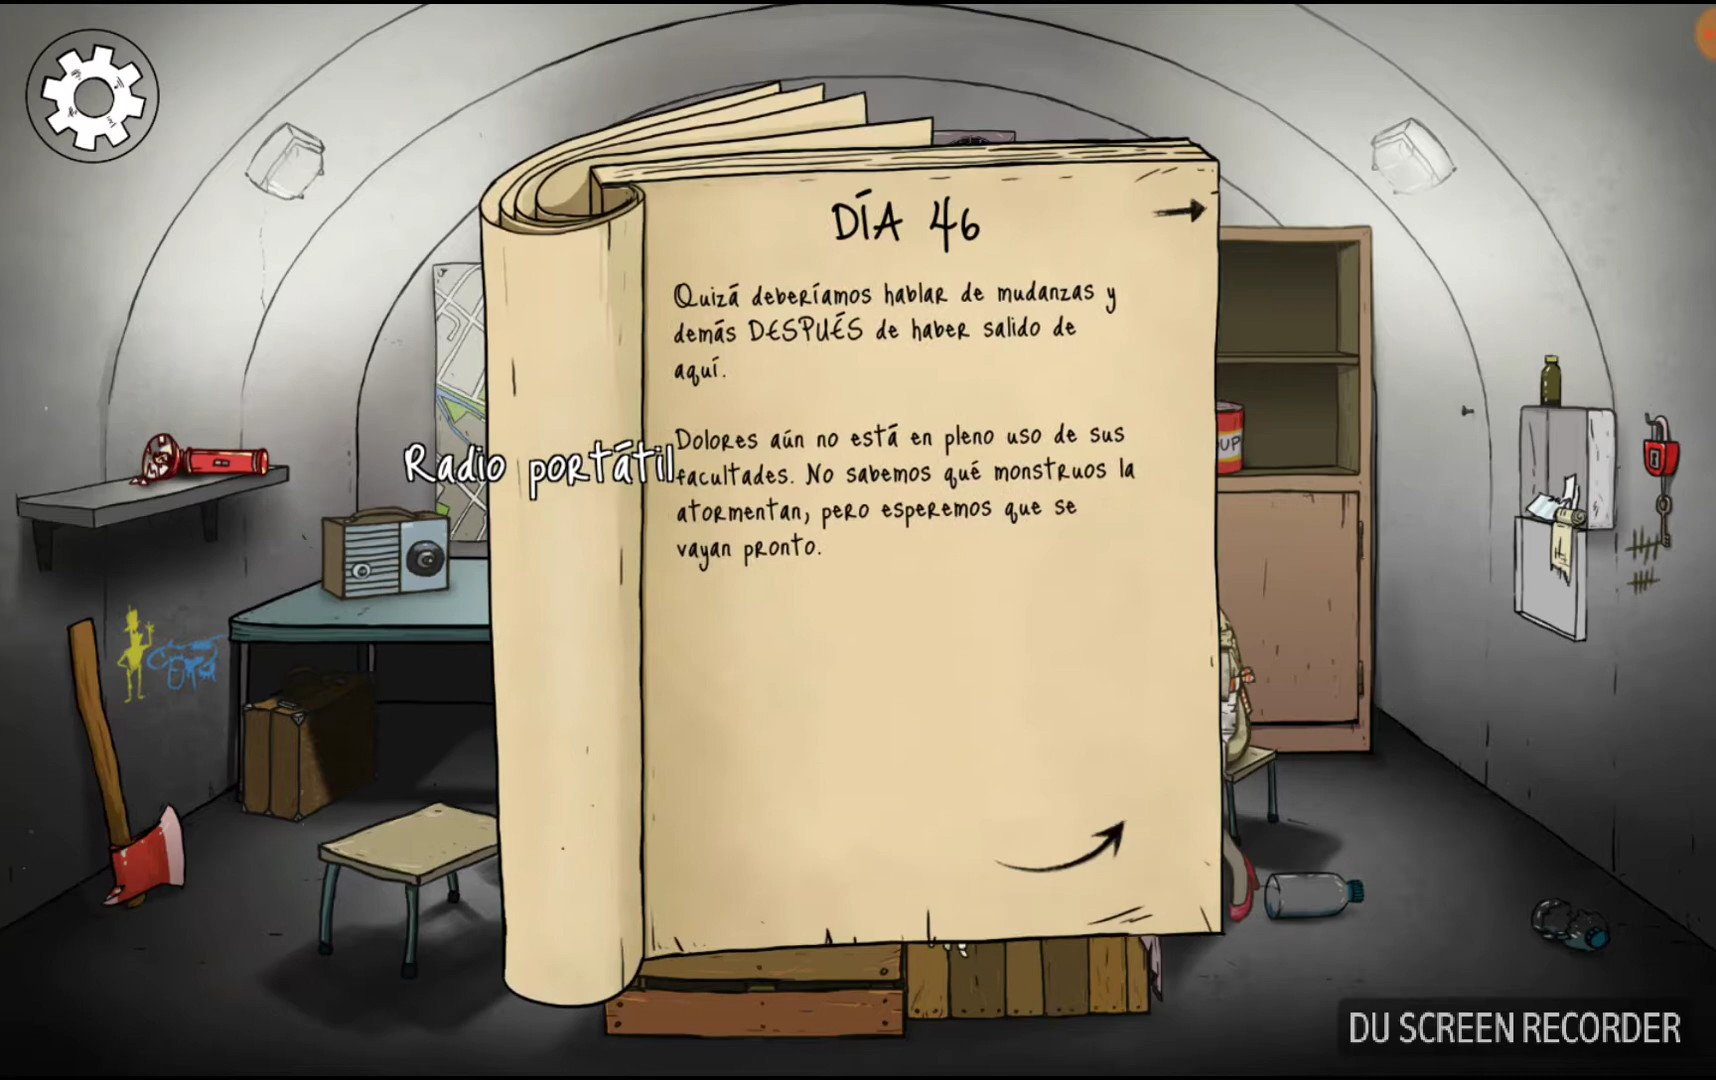 DÍA 46
Quizá deberíamos hablar de mudanzas y
demás DESPUÉS de haber salido de
aquí.
Dolores aún no está en pleno uso de sus
Radio portátil
facultades. No sabemos qué monstruos la
atormentan, pero esperemos que se
vayan pronto.
OUP
DU SCREEN RECORDER